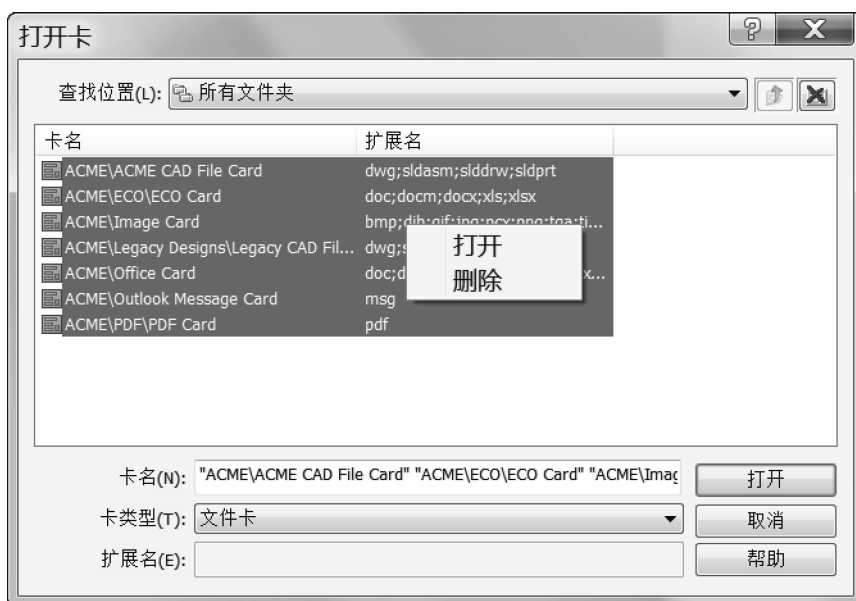 打开卡
查找位置(L): 所有文件夹
卡名 扩展名
ACME\ACME CAD File Card dwg;sldasm;slddrw;sldprt
ACME\ECO\ECO Card doc;docm;docx;xls;xlsx
ACME\Image Card bmp;dib;gif;jpg;pcx;png;tga;ti...
ACME\Legacy Designs\Legacy CAD Fil... dwg;s
打开
ACME\Office Card doc;d x...
删除
ACME\Outlook Message Card msg
ACME\PDF\PDF Card pdf
卡名(N): "ACME\ACME CAD File Card" "ACME\ECO\ECO Card" "ACME\Imag 打开
卡类型(T): 文件卡 取消
扩展名(E): 帮助